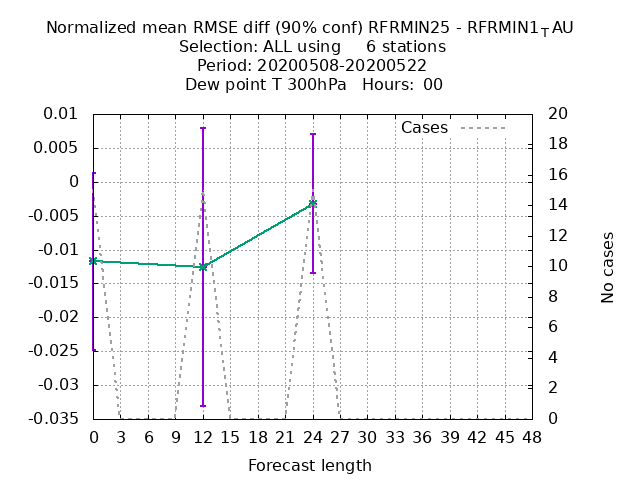 Normalized mean RMSE diff (90% conf) RFRMIN25 - RFRMIN1_TAU
Selection: ALL using 6 stations
Period: 20200508-20200522
Dew point T 300hPa Hours: 00
Cases
0.01
0.005
0
-0.005
-0.01
-0.015
-0.02
-0.025
-0.03
-0.035
20
18
16
14
12
10
8
6
4
2
0
No cases
0 3 6 9 12 15 18 21 24 27 30 33 36 39 42 45 48
Forecast length